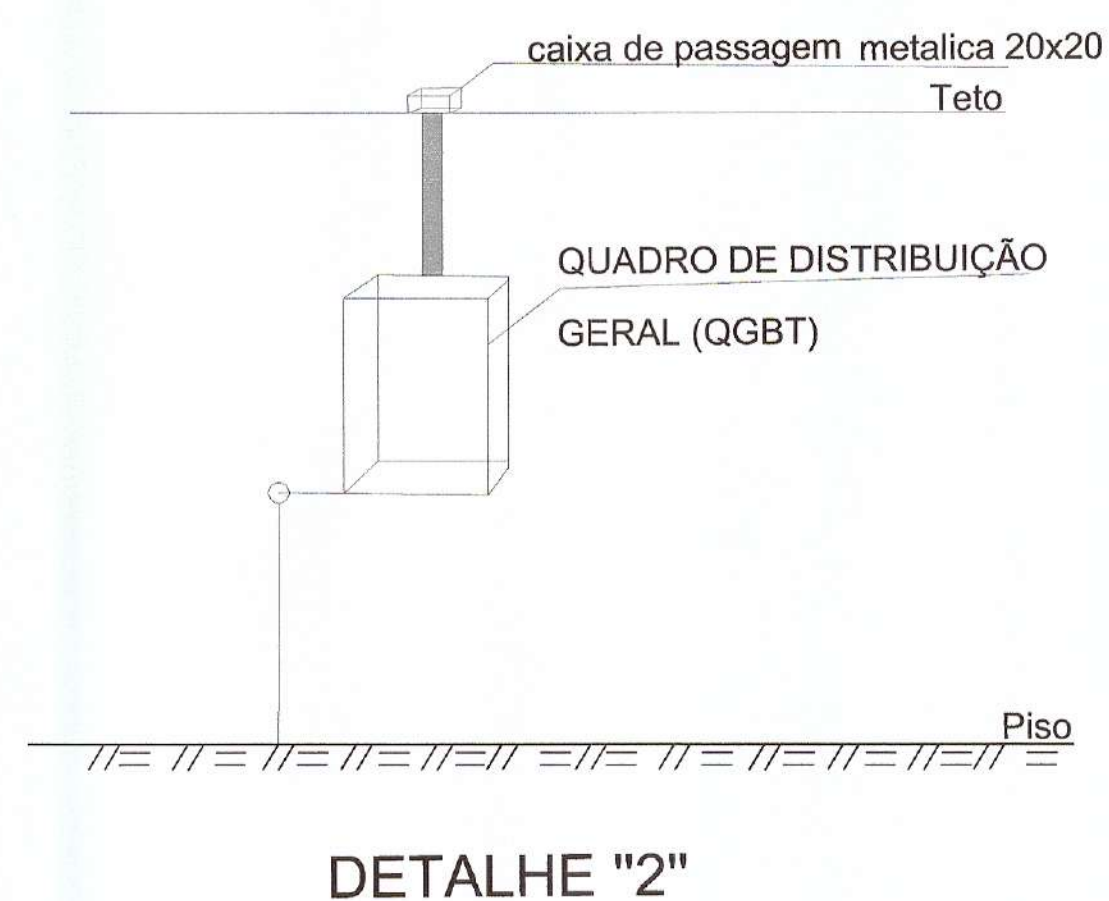 caixa de passagem metalica 20x20
Teto
QUADRO DE DISTRIBUIÇÃO
GERAL (QGBT)
Piso
DETALHE "2"